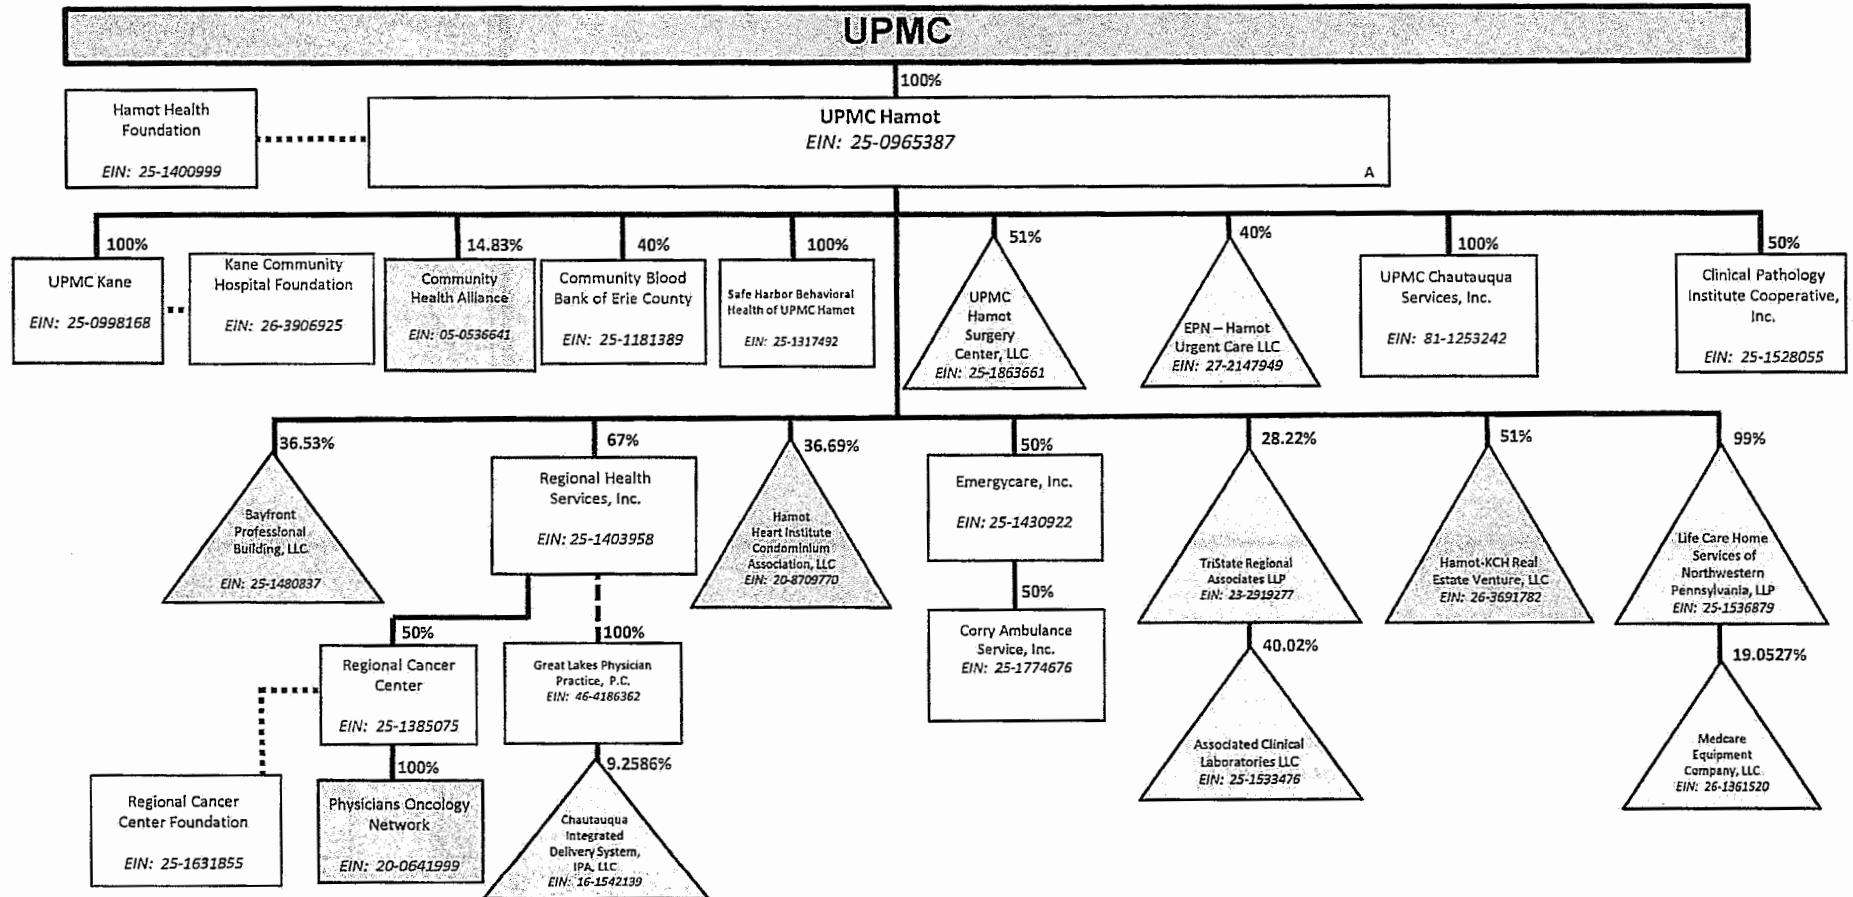 UPMC
100%
Hamot Health
Foundation
EIN: 25-1400999
UPMC Hamot
EIN: 25-0965387
A
100%
UPMC Kane
EIN: 25-0998168
Kane Community
Hospital Foundation
EIN: 26-3906925
14.83%
Community
Health Alliance
EIN: 05-0536641
40%
Community Blood
Bank of Erie County
EIN: 25-1181389
100%
Safe Harbor Behavioral
Health of UPMC Hamot
EIN: 25-1317492
51%
UPMC
Hamot
Surgery
Center, LLC
EIN: 25-1863661
40%
EPN – Hamot
Urgent Care LLC
EIN: 27-2147949
100%
UPMC Chautauqua
Services, Inc.
EIN: 81-1253242
50%
Clinical Pathology
Institute Cooperative,
Inc.
EIN: 25-1528055
36.53%
Bayfront
Professional
Building, LLC
EIN: 25-1480837
67%
Regional Health
Services, Inc.
EIN: 25-1403958
36.69%
Hamot
Heart Institute
Condominium
Association, LLC
EIN: 20-8709770
50%
Emergycare, Inc.
EIN: 25-1430922
28.22%
TriState Regional
Associates LLP
EIN: 23-2919277
51%
Hamot-KCH Real
Estate Venture, LLC
EIN: 26-3691782
99%
Life Care Home
Services of
Northwestern
Pennsylvania, LLP
EIN: 25-1536879
50%
Regional Cancer
Center
EIN: 25-1385075
100%
Great Lakes Physician
Practice, P.C.
EIN: 46-4186362
50%
Corry Ambulance
Service, Inc.
EIN: 25-1774676
40.02%
Associated Clinical
Laboratories LLC
EIN: 25-1533476
19.0527%
Medcare
Equipment
Company, LLC
EIN: 26-1361520
Regional Cancer
Center Foundation
EIN: 25-1631855
100%
Physicians Oncology
Network
EIN: 20-0641999
9.2586%
Chautauqua
Integrated
Delivery System,
IPA, LLC
EIN: 16-1542139